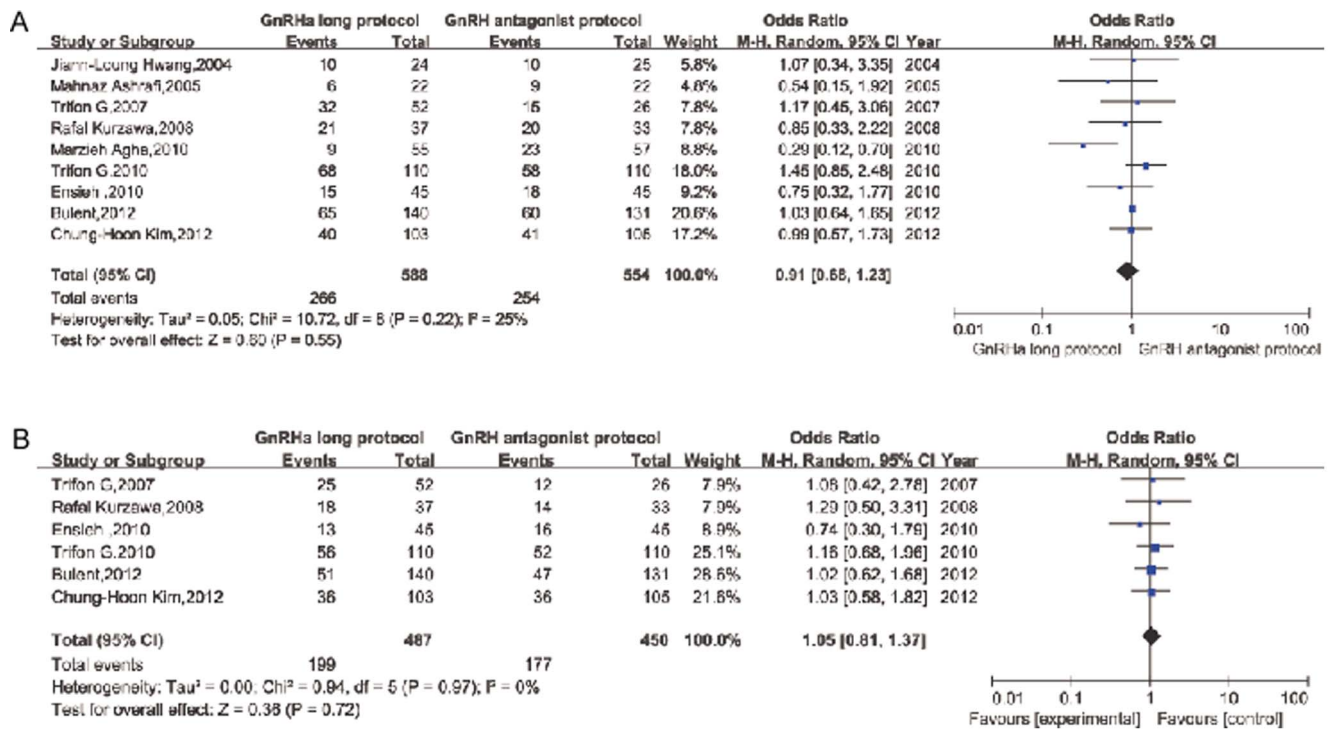 A
GnRHa long protocol GnRH antagonist protocol Odds Ratio Odds Ratio
Study or Subgroup Events Total Events Total Weight M-H, Random, 95% CI Year M-H, Random, 95% CI
Jiann-Loung Hwang,2004 10 24 10 25 5.8% 1.07 [0.34, 3.35] 2004
Mahnaz Ashrafi,2005 6 22 9 22 4.8% 0.54 [0.15, 1.92] 2005
Trifon G,2007 32 52 15 26 7.8% 1.17 [0.45, 3.06] 2007
Rafal Kurzawa,2008 21 37 20 33 7.8% 0.85 [0.33, 2.22] 2008
Marzieh Agha,2010 9 55 23 57 8.8% 0.29 [0.12, 0.70] 2010
Trifon G.2010 68 110 58 110 18.0% 1.45 [0.85, 2.48] 2010
Ensieh ,2010 15 45 18 45 9.2% 0.75 [0.32, 1.77] 2010
Bulent,2012 65 140 60 131 20.6% 1.03 [0.64, 1.65] 2012
Chung-Hoon Kim,2012 40 103 41 105 17.2% 0.99 [0.57, 1.73] 2012
Total (95% CI) 588 554 100.0% 0.91 [0.68, 1.23]
Total events 266 254
Heterogeneity: Tau² = 0.05; Chi² = 10.72, df = 8 (P = 0.22); I² = 25%
Test for overall effect: Z = 0.60 (P = 0.55)
0.01 0.1 1 10 100
GnRHa long protocol GnRH antagonist protocol
B
GnRHa long protocol GnRH antagonist protocol Odds Ratio Odds Ratio
Study or Subgroup Events Total Events Total Weight M-H, Random, 95% CI Year M-H, Random, 95% CI
Trifon G,2007 25 52 12 26 7.9% 1.08 [0.42, 2.78] 2007
Rafal Kurzawa,2008 18 37 14 33 7.9% 1.29 [0.50, 3.31] 2008
Ensieh ,2010 13 45 16 45 8.9% 0.74 [0.30, 1.79] 2010
Trifon G.2010 56 110 52 110 25.1% 1.16 [0.68, 1.96] 2010
Bulent,2012 51 140 47 131 28.6% 1.02 [0.62, 1.68] 2012
Chung-Hoon Kim,2012 36 103 36 105 21.6% 1.03 [0.58, 1.82] 2012
Total (95% CI) 487 450 100.0% 1.05 [0.81, 1.37]
Total events 199 177
Heterogeneity: Tau² = 0.00; Chi² = 0.94, df = 5 (P = 0.97); I² = 0%
Test for overall effect: Z = 0.36 (P = 0.72)
0.01 0.1 1 10 100
Favours [experimental] Favours [control]